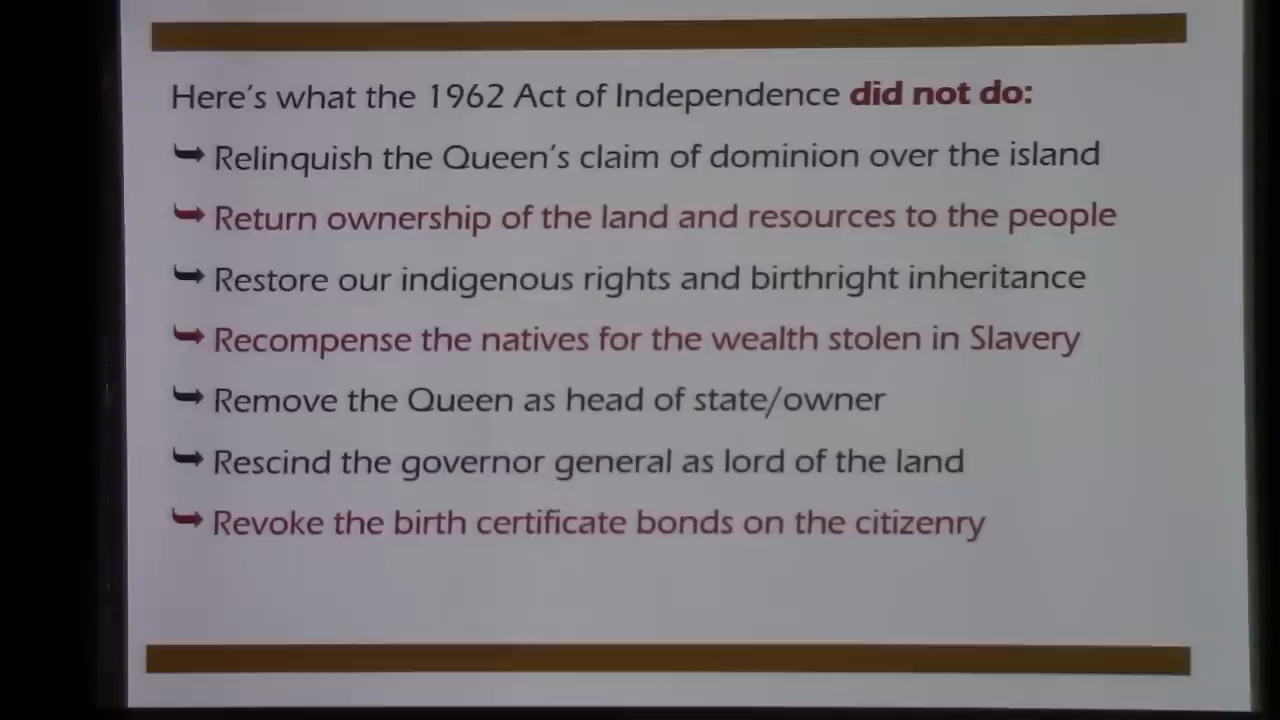 Here's what the 1962 Act of Independence did not do:
Relinquish the Queen's claim of dominion over the island
Return ownership of the land and resources to the people
Restore our indigenous rights and birthright inheritance
Recompense the natives for the wealth stolen in Slavery
Remove the Queen as head of state/owner
Rescind the governor general as lord of the land
Revoke the birth certificate bonds on the citizenry